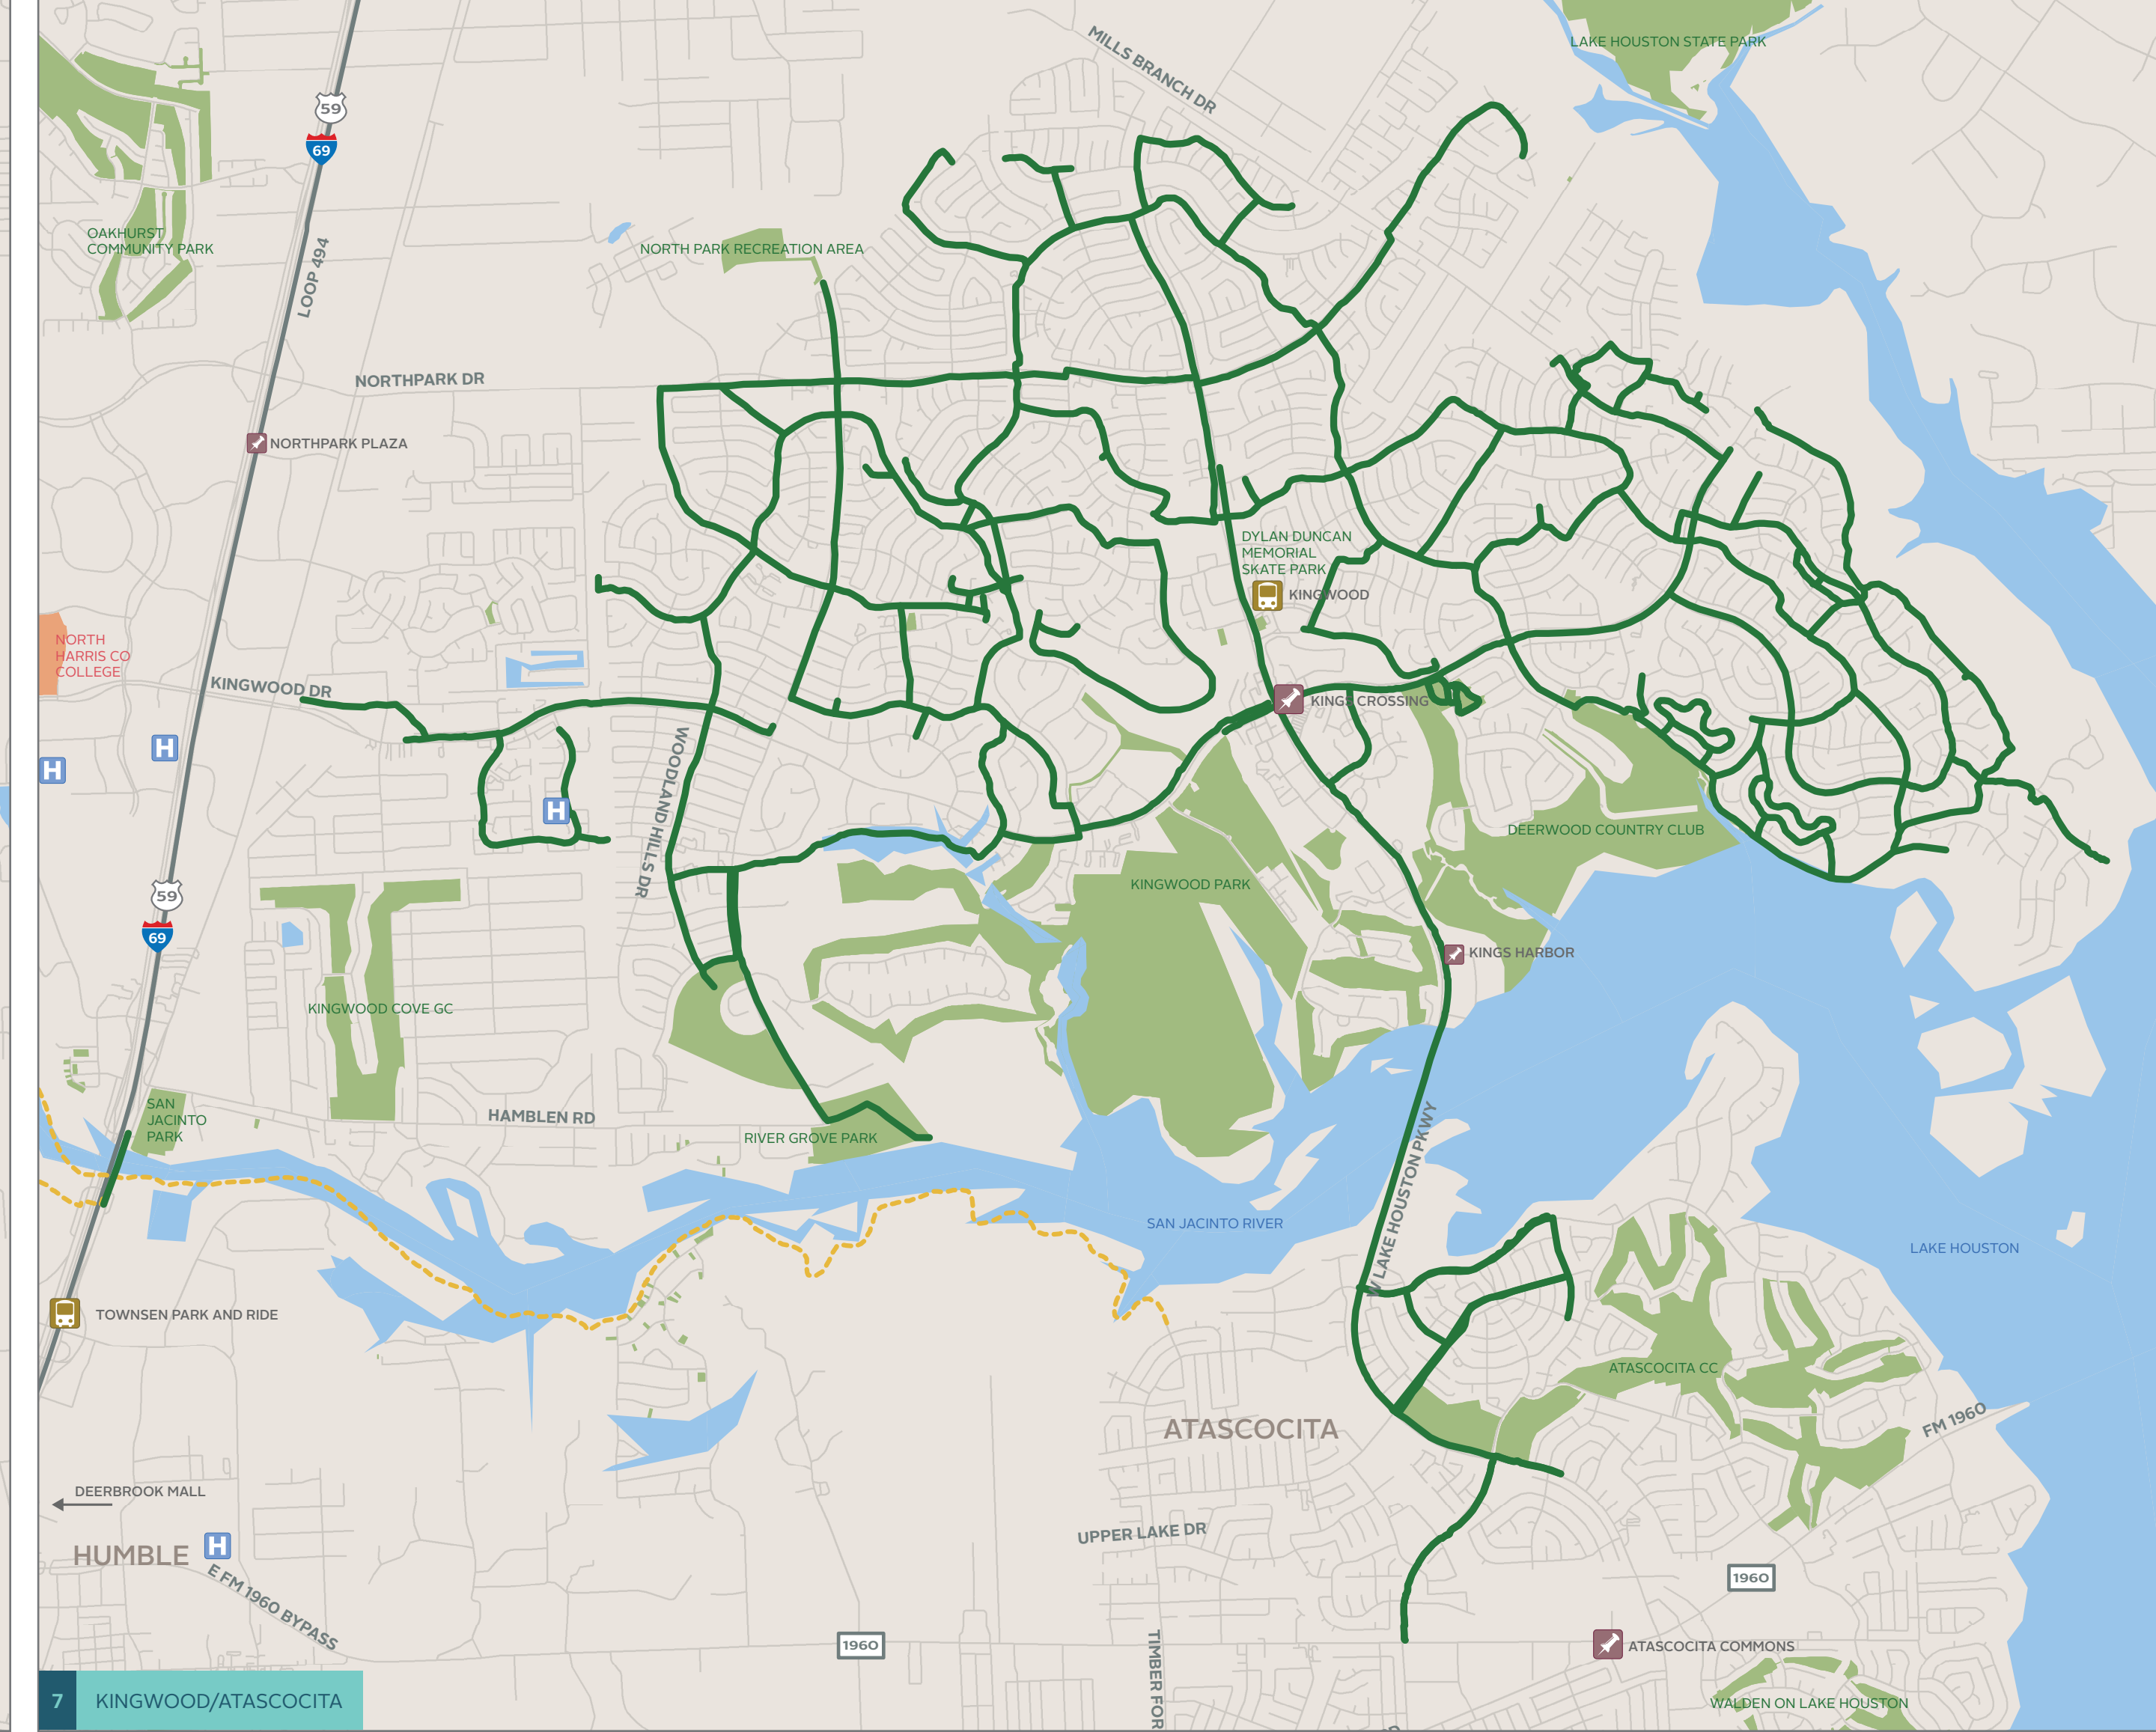 MILLS BRANCH DR
LAKE HOUSTON STATE PARK
59
69
OAKHURST
COMMUNITY PARK
LOOP 494
NORTH PARK RECREATION AREA
NORTHPARK DR
NORTHPARK PLAZA
DYLAN DUNCAN
MEMORIAL
SKATE PARK
KINGWOOD
NORTH
HARRIS CO
COLLEGE
KINGWOOD DR
KINGS CROSSING
H
H
WOODLAND HILLS DR
H
DEERWOOD COUNTRY CLUB
KINGWOOD PARK
59
69
KINGS HARBOR
KINGWOOD COVE GC
SAN
JACINTO
PARK
HAMBLEN RD
RIVER GROVE PARK
W LAKE HOUSTON PKWY
SAN JACINTO RIVER
LAKE HOUSTON
TOWNSEN PARK AND RIDE
ATASCOCITA CC
ATASCOCITA
FM 1960
DEERBROOK MALL
UPPER LAKE DR
HUMBLE
H
E FM 1960 BYPASS
1960
1960
TIMBER FOR
ATASCOCITA COMMONS
7
KINGWOOD/ATASCOCITA
WALDEN ON LAKE HOUSTON